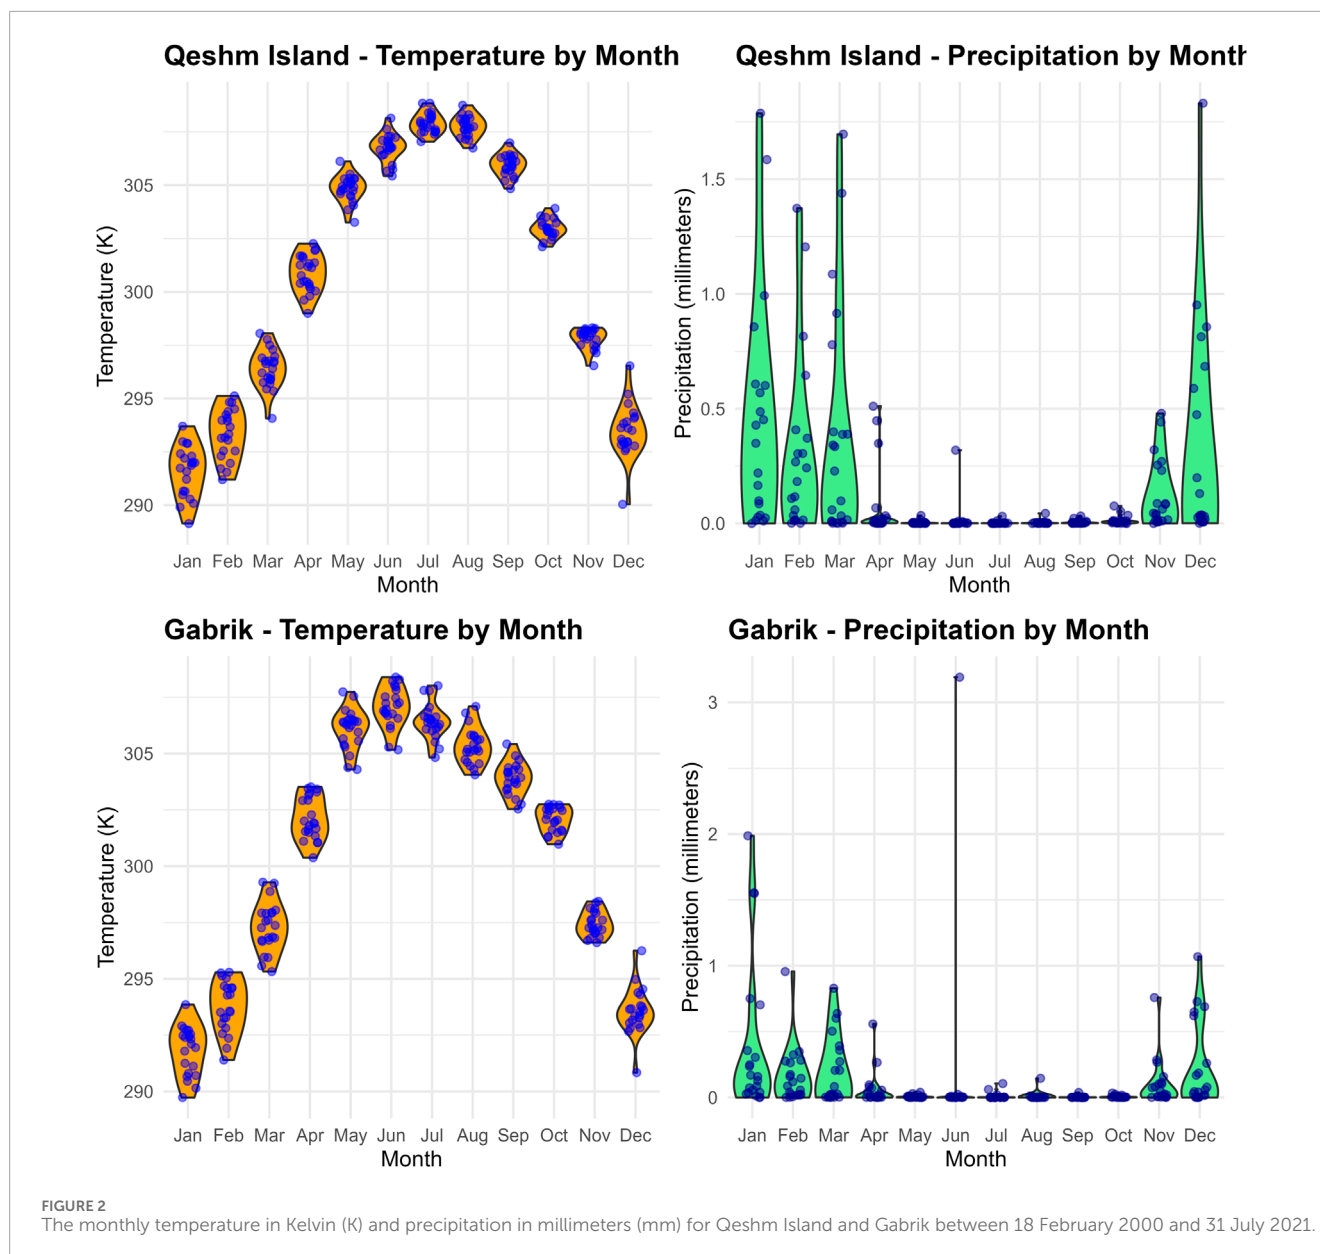 Qeshm Island - Temperature by Month
Temperature (K)
305
300
295
290
Jan Feb Mar Apr May Jun Jul Aug Sep Oct Nov Dec
Month
Qeshm Island - Precipitation by Month
Precipitation (millimeters)
1.5
1.0
0.5
0.0
Jan Feb Mar Apr May Jun Jul Aug Sep Oct Nov Dec
Month
Gabrik - Temperature by Month
Temperature (K)
305
300
295
290
Jan Feb Mar Apr May Jun Jul Aug Sep Oct Nov Dec
Month
Gabrik - Precipitation by Month
Precipitation (millimeters)
3
2
1
0
Jan Feb Mar Apr May Jun Jul Aug Sep Oct Nov Dec
Month
FIGURE 2
The monthly temperature in Kelvin (K) and precipitation in millimeters (mm) for Qeshm Island and Gabrik between 18 February 2000 and 31 July 2021.